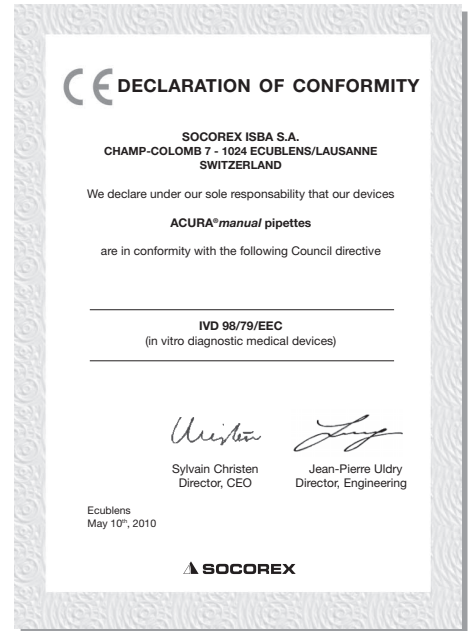 CE DECLARATION OF CONFORMITY
SOCOREX ISBA S.A.
CHAMP-COLOMB 7 - 1024 ECUBLENS/LAUSANNE
SWITZERLAND
We declare under our sole responsability that our devices
ACURA®manual pipettes
are in conformity with the following Council directive
IVD 98/79/EEC
(in vitro diagnostic medical devices)
Christen
Sylvain Christen Jean-Pierre Uldry
Director, CEO Director, Engineering
Ecublens
May 10th, 2010
SOCOREX